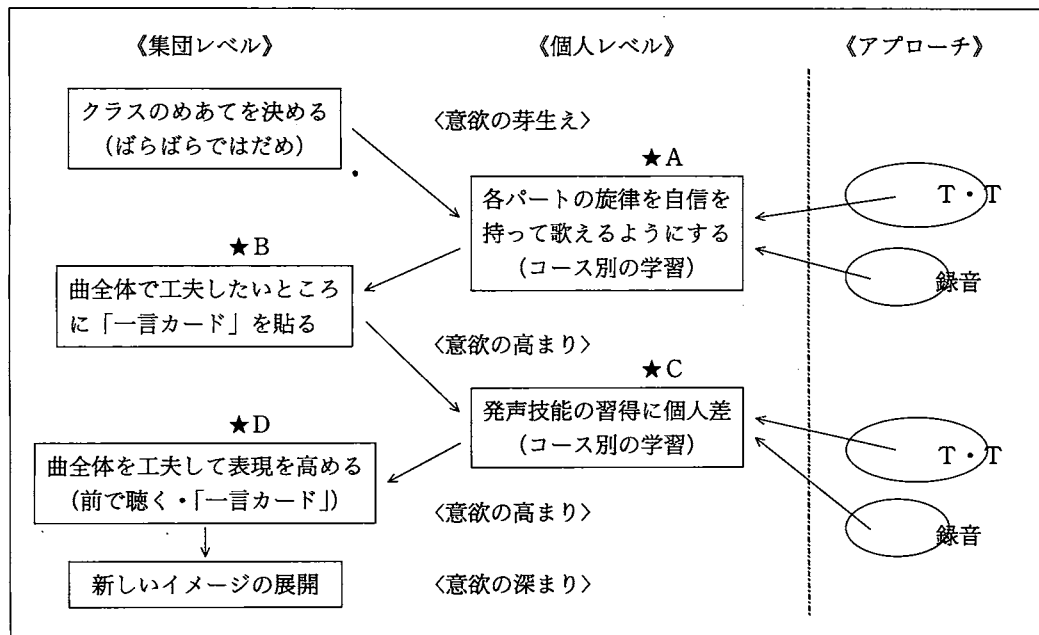 《集団レベル》
《個人レベル》
《アプローチ》
クラスのめあてを決める
(ばらばらではだめ)
〈意欲の芽生え〉
★A
各パートの旋律を自信を
持って歌えるようにする
(コース別の学習)
T・T
録音
★B
曲全体で工夫したいところ
に「一言カード」を貼る
〈意欲の高まり〉
★C
発声技能の習得に個人差
(コース別の学習)
T・T
録音
★D
曲全体を工夫して表現を高める
(前で聴く・「一言カード」)
〈意欲の高まり〉
新しいイメージの展開
〈意欲の深まり〉